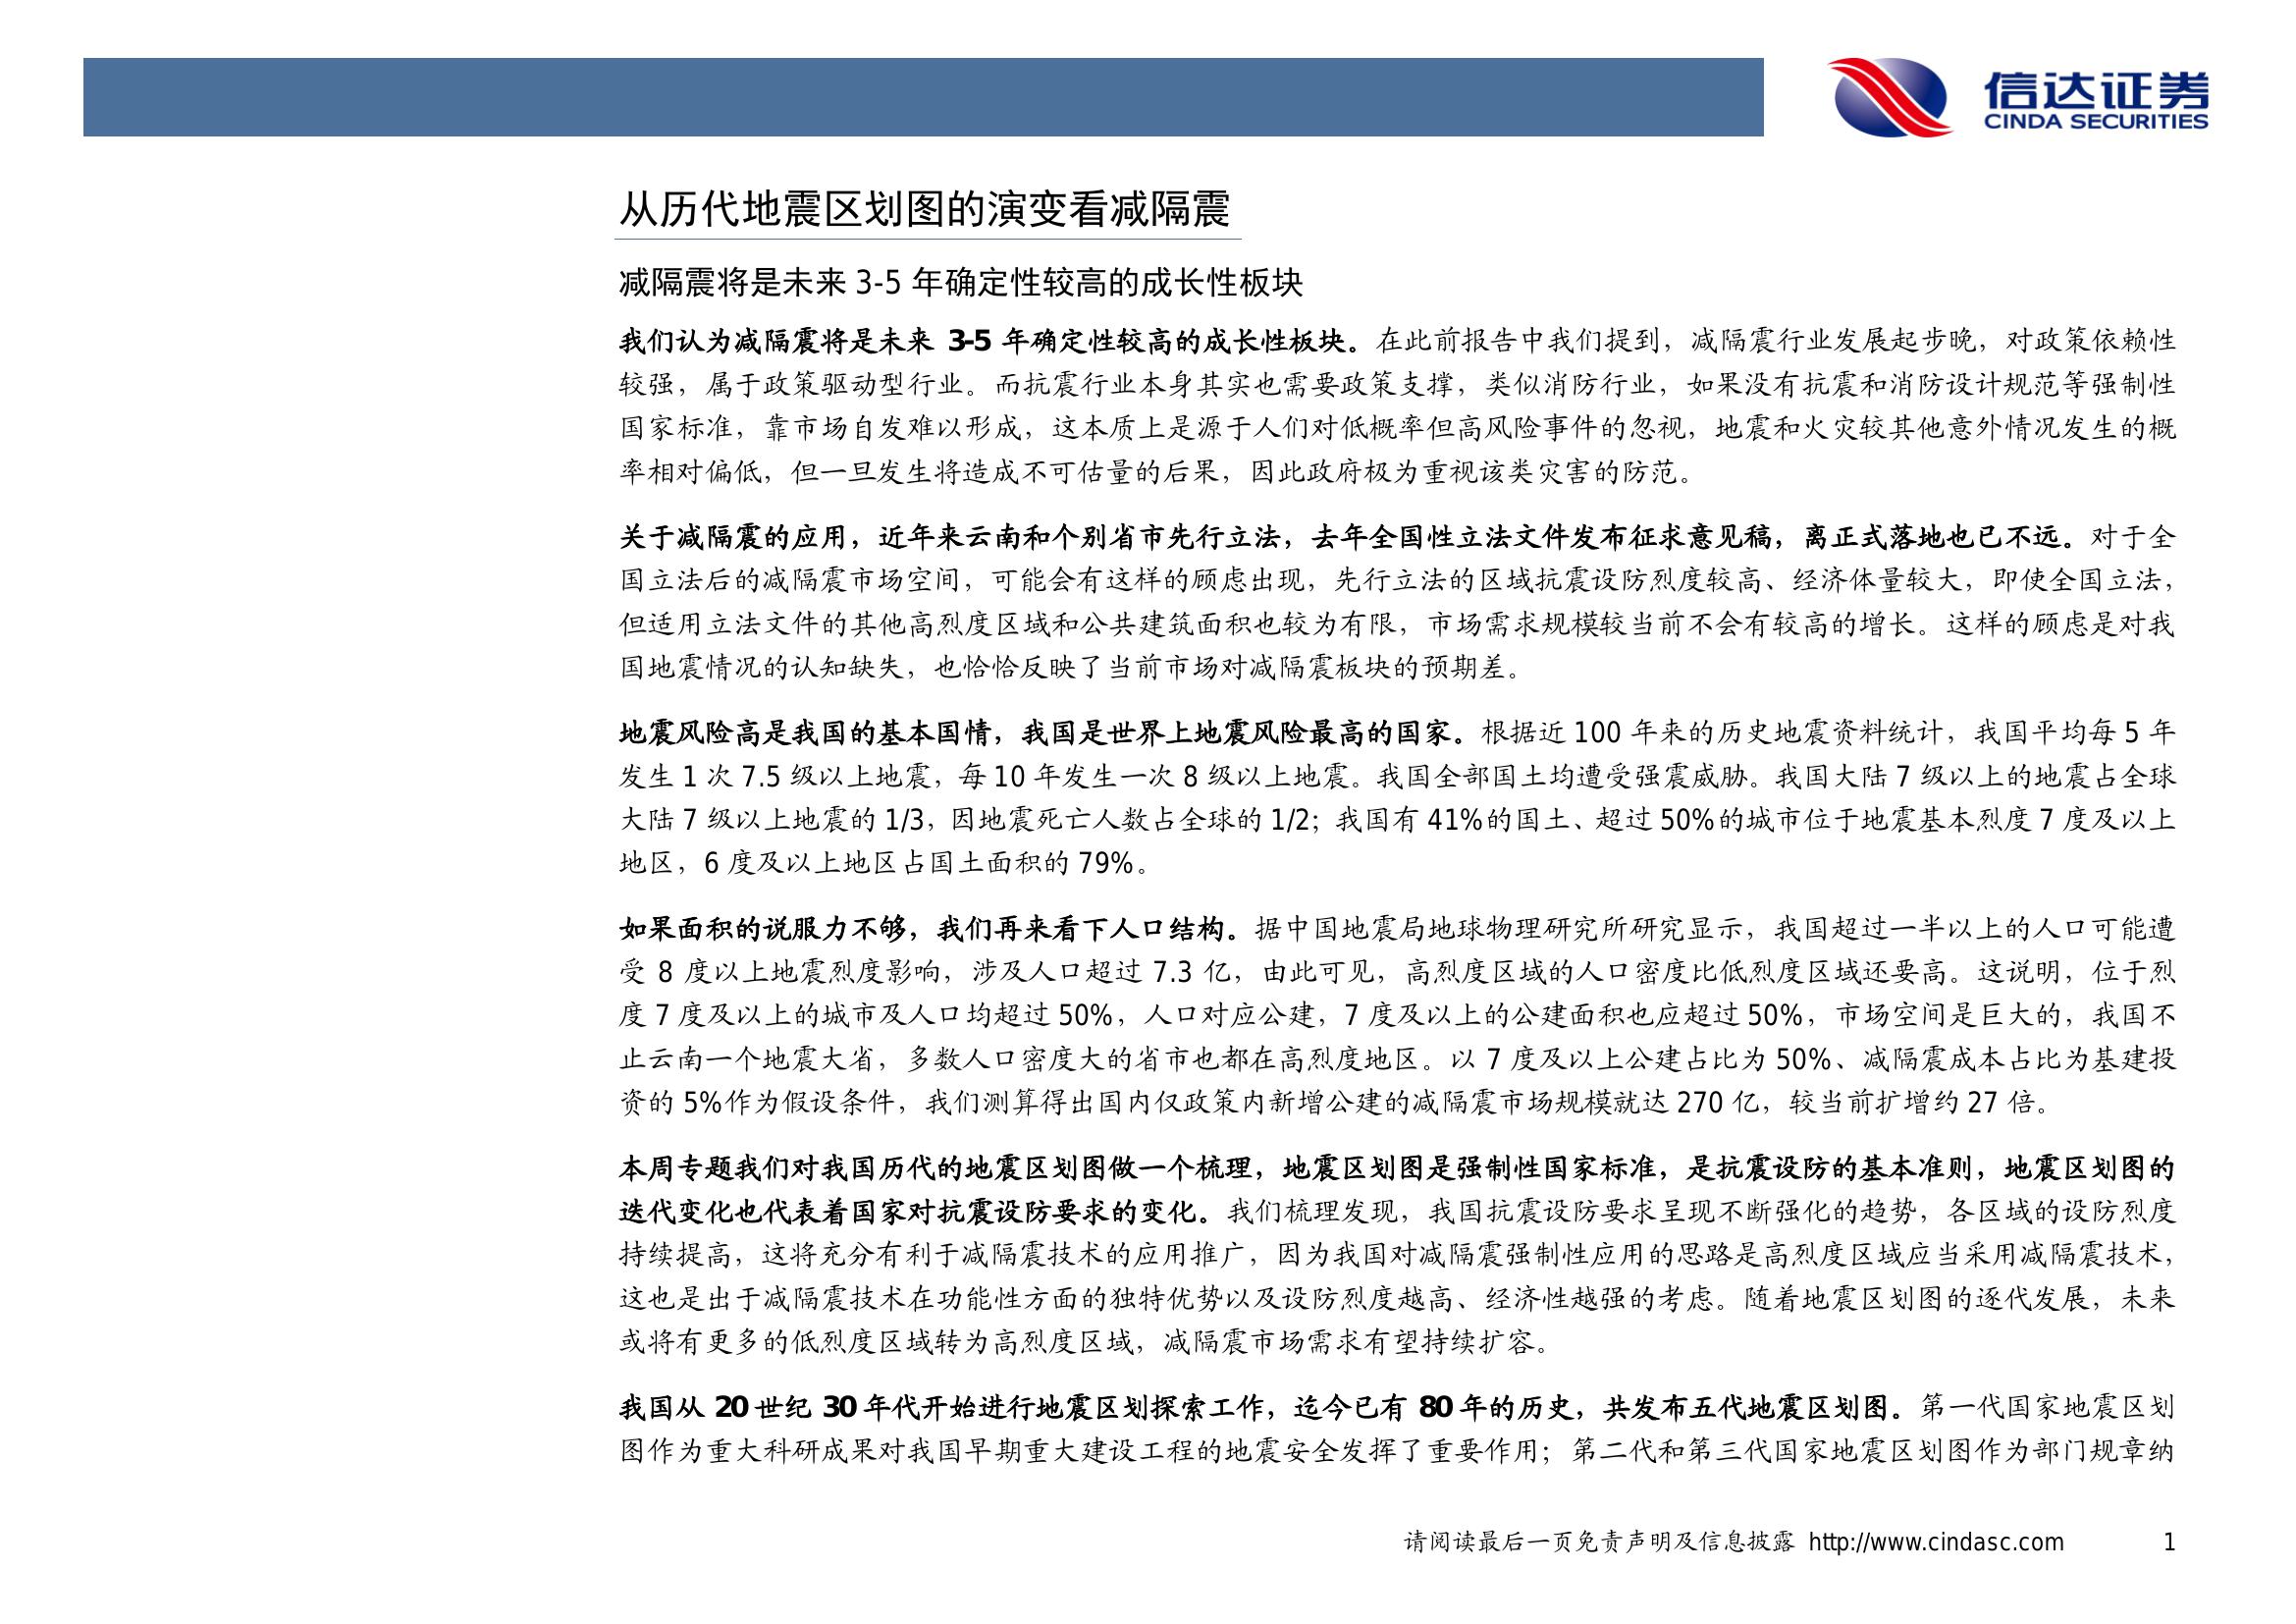 信达证券
CINDA SECURITIES
从历代地震区划图的演变看减隔震
减隔震将是未来 3-5 年确定性较高的成长性板块
我们认为减隔震将是未来 3-5 年确定性较高的成长性板块。在此前报告中我们提到，减隔震行业发展起步晚，对政策依赖性
较强，属于政策驱动型行业。而抗震行业本身其实也需要政策支撑，类似消防行业，如果没有抗震和消防设计规范等强制性
国家标准，靠市场自发难以形成，这本质上是源于人们对低概率但高风险事件的忽视，地震和火灾较其他意外情况发生的概
率相对偏低，但一旦发生将造成不可估量的后果，因此政府极为重视该类灾害的防范。
关于减隔震的应用，近年来云南和个别省市先行立法，去年全国性立法文件发布征求意见稿，离正式落地也已不远。对于全
国立法后的减隔震市场空间，可能会有这样的顾虑出现，先行立法的区域抗震设防烈度较高、经济体量较大，即使全国立法，
但适用立法文件的其他高烈度区域和公共建筑面积也较为有限，市场需求规模较当前不会有较高的增长。这样的顾虑是对我
国地震情况的认知缺失，也恰恰反映了当前市场对减隔震板块的预期差。
地震风险高是我国的基本国情，我国是世界上地震风险最高的国家。根据近 100 年来的历史地震资料统计，我国平均每 5 年
发生 1 次 7.5 级以上地震，每 10 年发生一次 8 级以上地震。我国全部国土均遭受强震威胁。我国大陆 7 级以上的地震占全球
大陆 7 级以上地震的 1/3，因地震死亡人数占全球的 1/2；我国有 41%的国土、超过 50%的城市位于地震基本烈度 7 度及以上
地区，6 度及以上地区占国土面积的 79%。
如果面积的说服力不够，我们再来看下人口结构。据中国地震局地球物理研究所研究显示，我国超过一半以上的人口可能遭
受 8 度以上地震烈度影响，涉及人口超过 7.3 亿，由此可见，高烈度区域的人口密度比低烈度区域还要高。这说明，位于烈
度 7 度及以上的城市及人口均超过 50%，人口对应公建，7 度及以上的公建面积也应超过 50%，市场空间是巨大的，我国不
止云南一个地震大省，多数人口密度大的省市也都在高烈度地区。以 7 度及以上公建占比为 50%、减隔震成本占比为基建投
资的 5%作为假设条件，我们测算得出国内仅政策内新增公建的减隔震市场规模就达 270 亿，较当前扩增约 27 倍。
本周专题我们对我国历代的地震区划图做一个梳理，地震区划图是强制性国家标准，是抗震设防的基本准则，地震区划图的
迭代变化也代表着国家对抗震设防要求的变化。我们梳理发现，我国抗震设防要求呈现不断强化的趋势，各区域的设防烈度
持续提高，这将充分有利于减隔震技术的应用推广，因为我国对减隔震强制性应用的思路是高烈度区域应当采用减隔震技术，
这也是出于减隔震技术在功能性方面的独特优势以及设防烈度越高、经济性越强的考虑。随着地震区划图的逐代发展，未来
或将有更多的低烈度区域转为高烈度区域，减隔震市场需求有望持续扩容。
我国从 20 世纪 30 年代开始进行地震区划探索工作，迄今已有 80 年的历史，共发布五代地震区划图。第一代国家地震区划
图作为重大科研成果对我国早期重大建设工程的地震安全发挥了重要作用；第二代和第三代国家地震区划图作为部门规章纳
请阅读最后一页免责声明及信息披露 http://www.cindasc.com 1